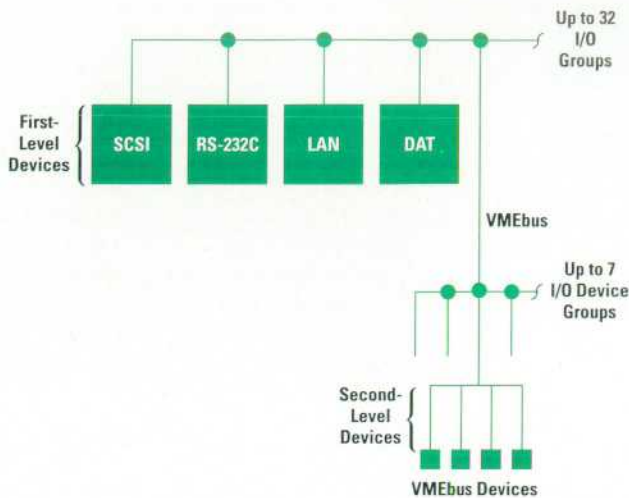 Up to 32
I/O
Groups
First-
Level
Devices
SCSI
RS-232C
LAN
DAT
VMEbus
Up to 7
I/O Device
Groups
Second-
Level
Devices
VMEbus Devices